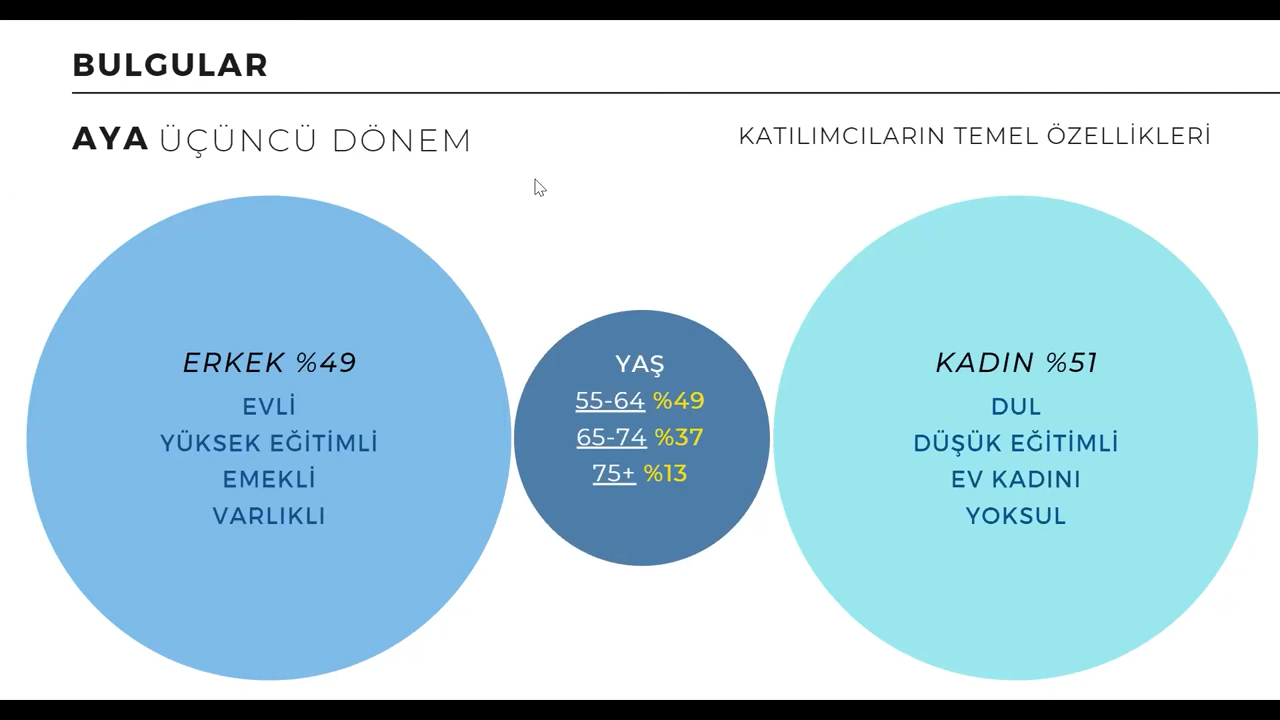 BULGULAR
AYA ÜÇÜNCÜ DÖNEM
KATILIMCILARIN TEMEL ÖZELLİKLERİ
ERKEK %49
EVLİ
YÜKSEK EĞİTİMLİ
EMEKLİ
VARLIKLI
YAŞ
55-64 %49
65-74 %37
75+ %13
KADIN %51
DUL
DÜŞÜK EĞİTİMLİ
EV KADINI
YOKSUL